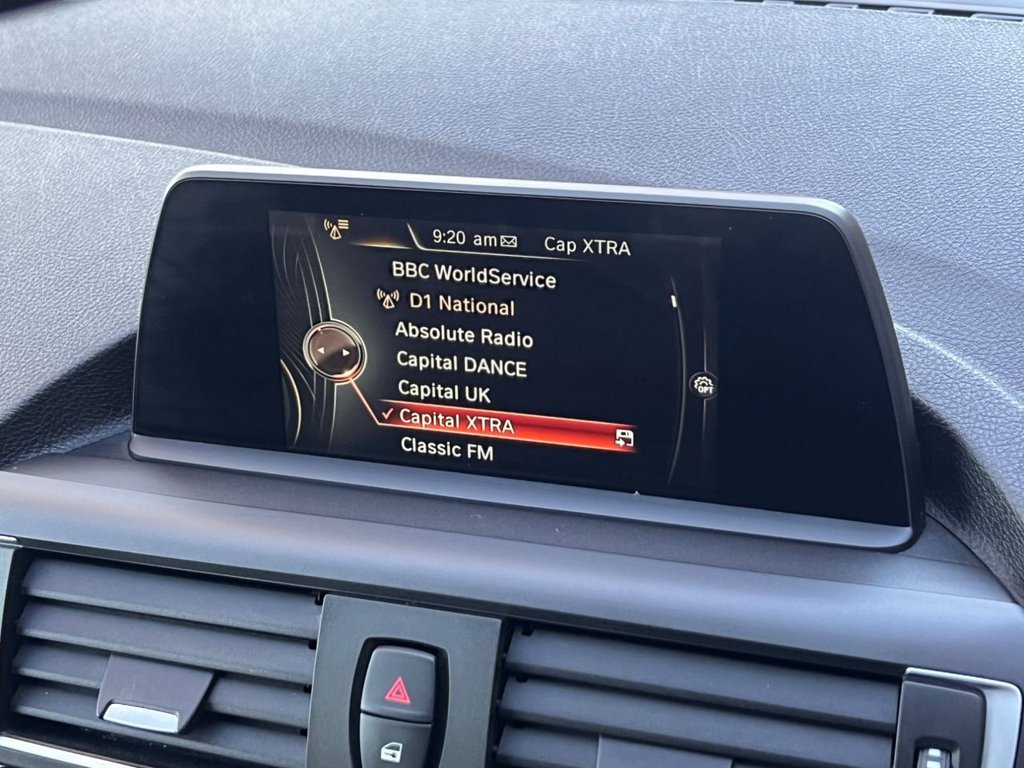 9:20 am Cap XTRA
BBC WorldService
D1 National
Absolute Radio
Capital DANCE
Capital UK
OPT
Capital XTRA
Classic FM